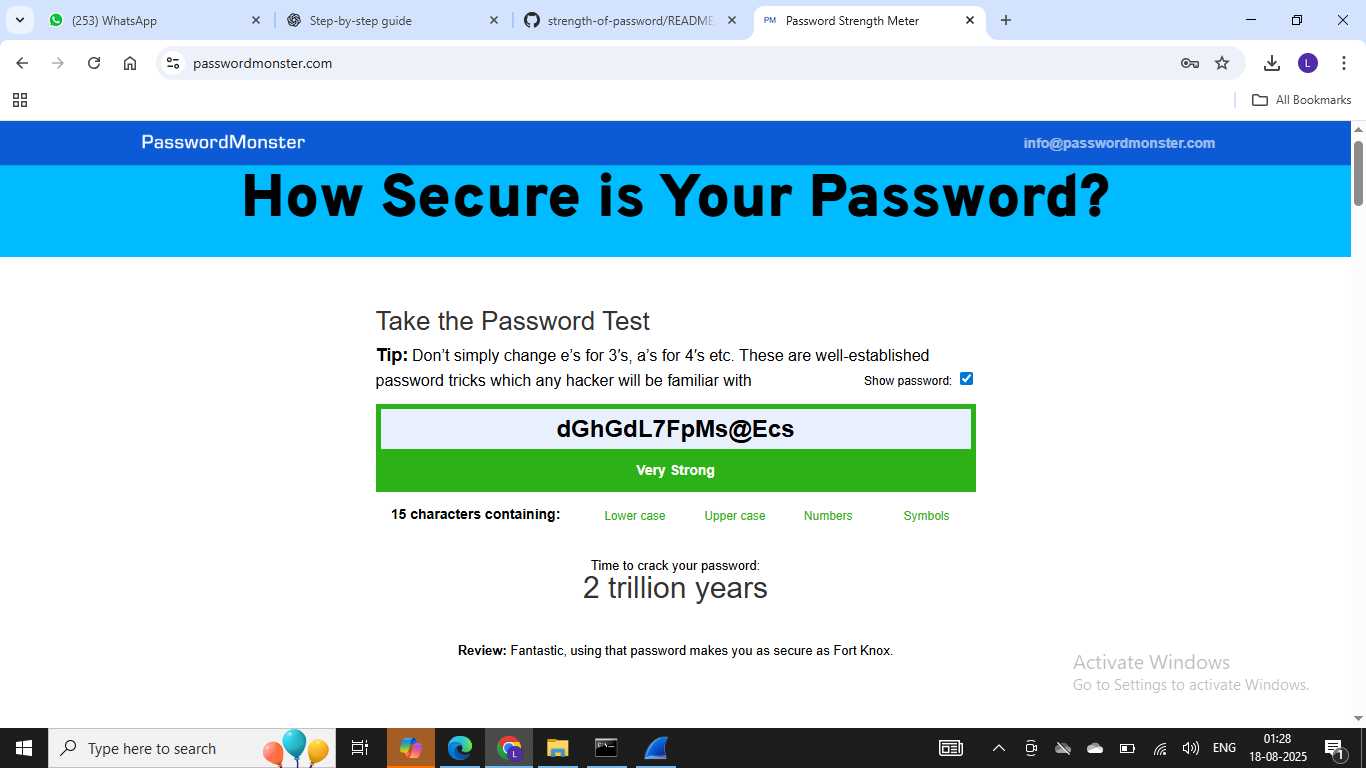 (253) WhatsApp
Step-by-step guide
strength-of-password/README
PM Password Strength Meter
passwordmonster.com
L
All Bookmarks
PasswordMonster
info@passwordmonster.com
How Secure is Your Password?
Take the Password Test
Tip: Don’t simply change e’s for 3′s, a’s for 4′s etc. These are well-established
password tricks which any hacker will be familiar with
Show password:
dGhGdL7FpMs@Ecs
Very Strong
15 characters containing: Lower case Upper case Numbers Symbols
Time to crack your password:
2 trillion years
Review: Fantastic, using that password makes you as secure as Fort Knox.
Activate Windows
Go to Settings to activate Windows.
Type here to search
L
ENG
01:28
18-08-2025
1